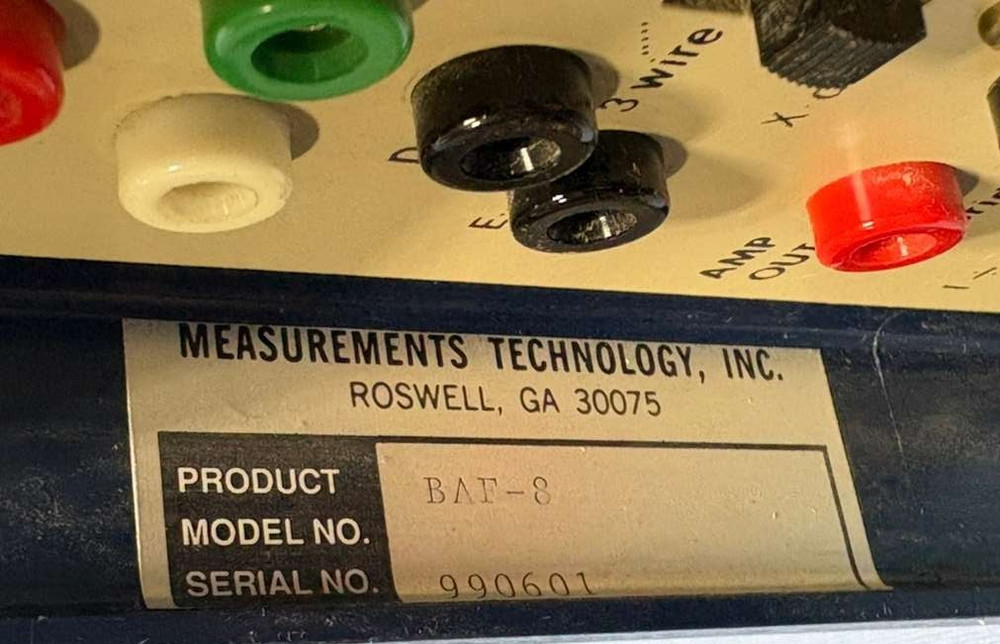 3 wire
D
E.
AMP
OUT
MEASUREMENTS TECHNOLOGY, INC.
ROSWELL, GA 30075
PRODUCT BAF-8
MODEL NO.
SERIAL NO. 990601